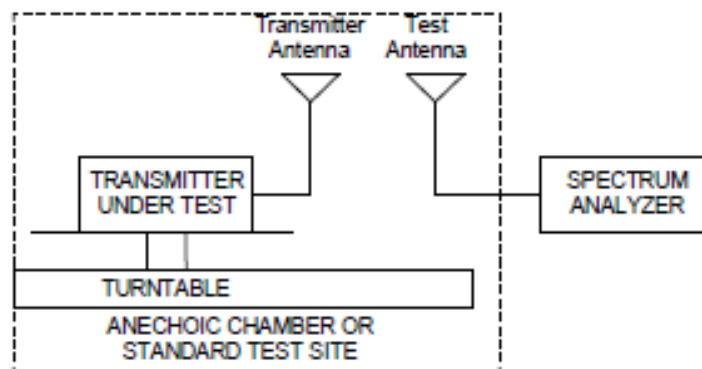 Transmitter
Antenna
Test
Antenna
TRANSMITTER
UNDER TEST
SPECTRUM
ANALYZER
TURNTABLE
ANECHOIC CHAMBER OR
STANDARD TEST SITE